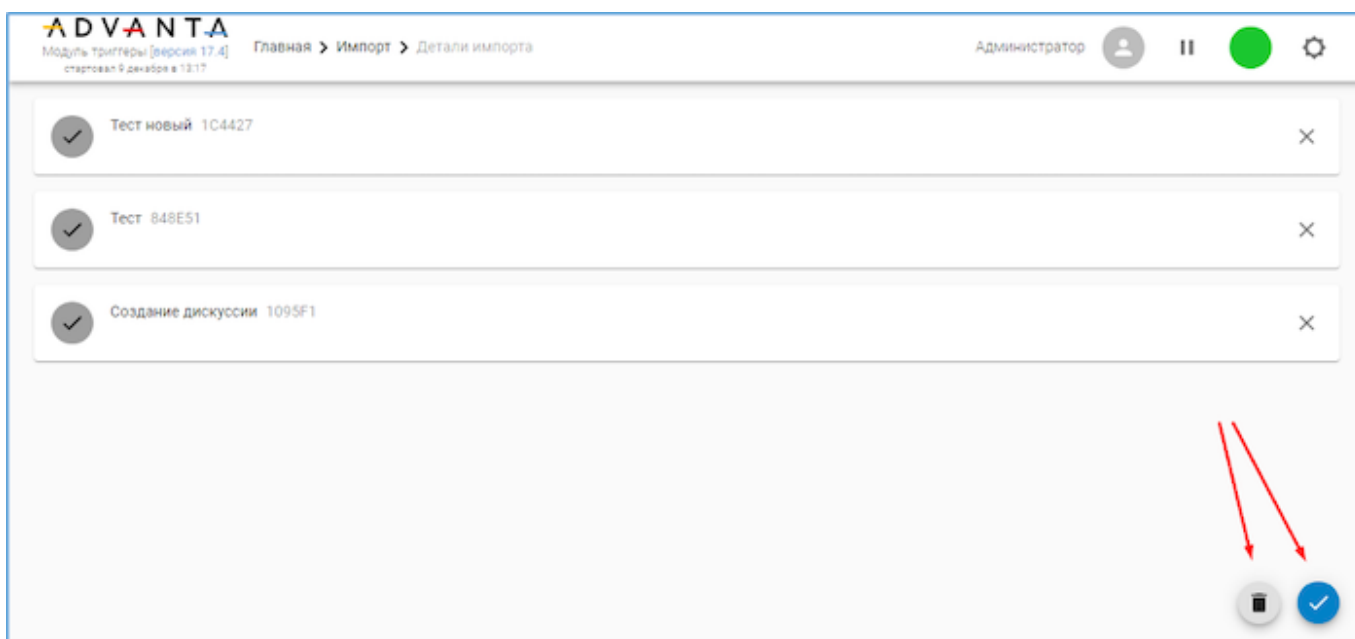 ADVANTA
Модуль триггеры [версия 17.4]
стартовал 9 декабря в 13:17
Главная > Импорт > Детали импорта
Администратор
Тест новый 1C4427
Тест 848E51
Создание дискуссии 1095F1